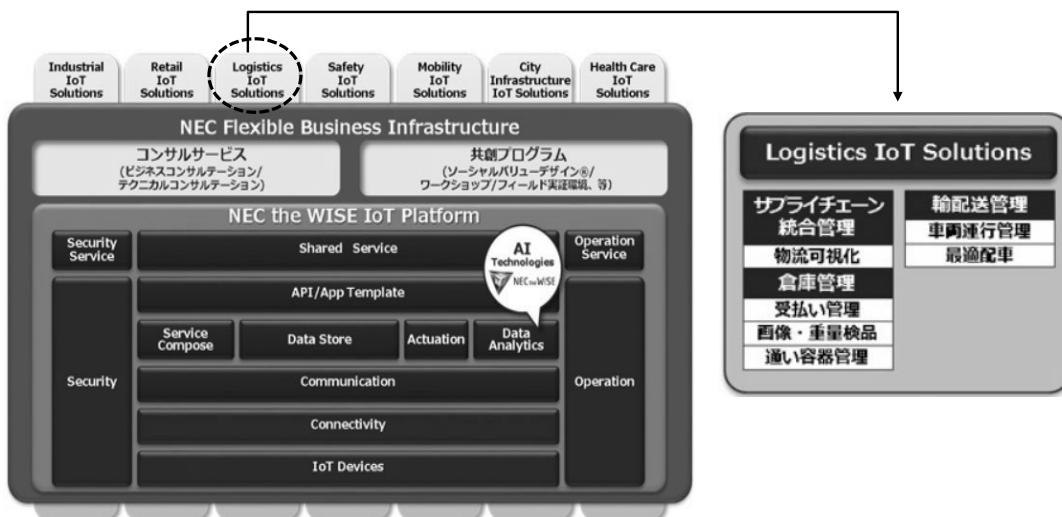 Industrial
IoT
Solutions
Retail
IoT
Solutions
Logistics
IoT
Solutions
Safety
IoT
Solutions
Mobility
IoT
Solutions
City
Infrastructure
IoT Solutions
Health Care
IoT
Solutions
NEC Flexible Business Infrastructure
コンサルサービス
(ビジネスコンサルテーション/
テクニカルコンサルテーション)
共創プログラム
(ソーシャルバリューデザイン®/
ワークショップ/フィールド実証環境、等)
NEC the WISE IoT Platform
Security
Service
Shared Service
AI
Technologies
NEC the WISE
Operation
Service
API/App Template
Service
Compose
Data Store
Actuation
Data
Analytics
Security
Communication
Operation
Connectivity
IoT Devices
Logistics IoT Solutions
サプライチェーン
統合管理
物流可視化
倉庫管理
受払い管理
画像・重量検品
通い容器管理
輸配送管理
車両運行管理
最適配車